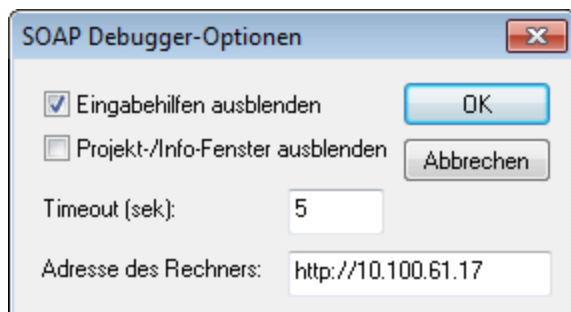 SOAP Debugger-Optionen
Eingabehilfen ausblenden
OK
Projekt-/Info-Fenster ausblenden
Abbrechen
Timeout (sek): 5
Adresse des Rechners: http://10.100.61.17